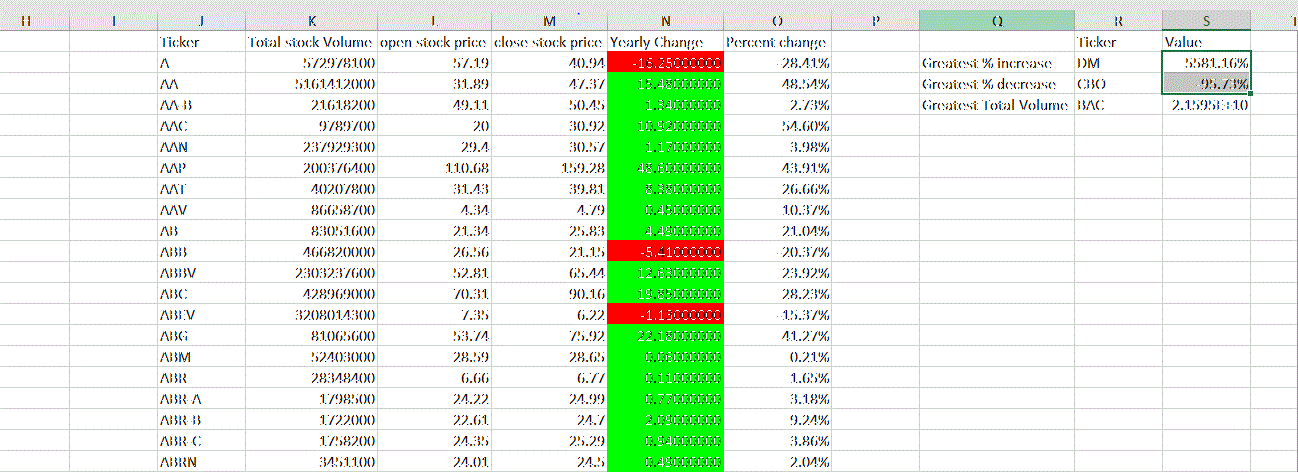 H I J K L M N O P Q R S T
Ticker Total stock Volume open stock price close stock price Yearly Change Percent change Ticker Value
A 572978100 57.19 40.94 -16.25000000 -28.41% Greatest % increase DM 5581.16%
AA 5161412000 31.89 47.37 15.48000000 48.54% Greatest % decrease CBO -95.73%
AA-B 21618200 49.11 50.45 1.34000000 2.73% Greatest Total Volume BAC 2.1595E+10
AAC 9789700 20 30.92 10.92000000 54.60%
AAN 237929300 29.4 30.57 1.17000000 3.98%
AAP 200376400 110.68 159.28 48.60000000 43.91%
AAT 40207800 31.43 39.81 8.38000000 26.66%
AAV 86658700 4.34 4.79 0.45000000 10.37%
AB 83051600 21.34 25.83 4.49000000 21.04%
ABB 466820000 26.56 21.15 -5.41000000 -20.37%
ABBV 2303237600 52.81 65.44 12.63000000 23.92%
ABC 428969000 70.31 90.16 19.85000000 28.23%
ABEV 3208014300 7.35 6.22 -1.13000000 -15.37%
ABG 81065600 53.74 75.92 22.18000000 41.27%
ABM 52403000 28.59 28.65 0.06000000 0.21%
ABR 28348400 6.66 6.77 0.11000000 1.65%
ABR-A 1798500 24.22 24.99 0.77000000 3.18%
ABR-B 1722000 22.61 24.7 2.09000000 9.24%
ABR-C 1758200 24.35 25.29 0.94000000 3.86%
ABRN 3451100 24.01 24.5 0.49000000 2.04%